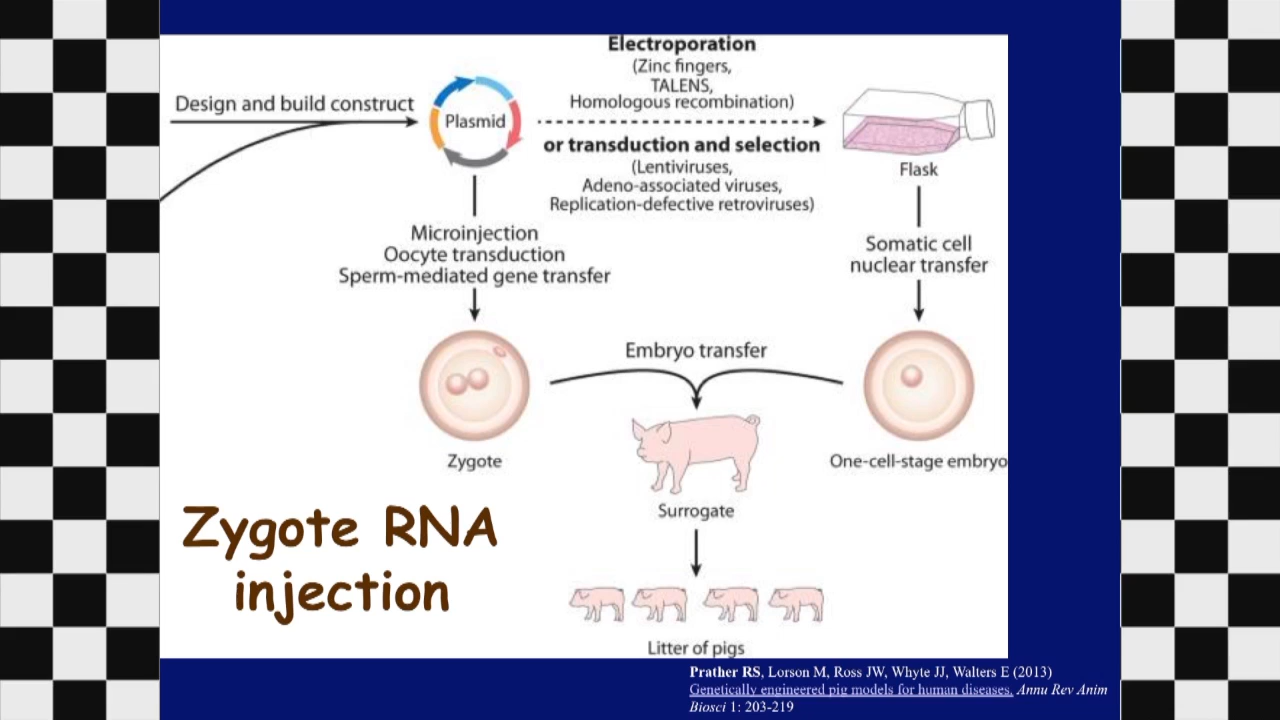 Design and build construct
Plasmid
Electroporation
(Zinc fingers,
TALENS,
Homologous recombination)
or transduction and selection
(Lentiviruses,
Adeno-associated viruses,
Replication-defective retroviruses)
Flask
Microinjection
Oocyte transduction
Sperm-mediated gene transfer
Somatic cell
nuclear transfer
Embryo transfer
Zygote
One-cell-stage embryo
Surrogate
Litter of pigs
Zygote RNA
injection
Prather RS, Lorson M, Ross JW, Whyte JJ, Walters E (2013)
Genetically engineered pig models for human diseases. Annu Rev Anim
Biosci 1: 203-219